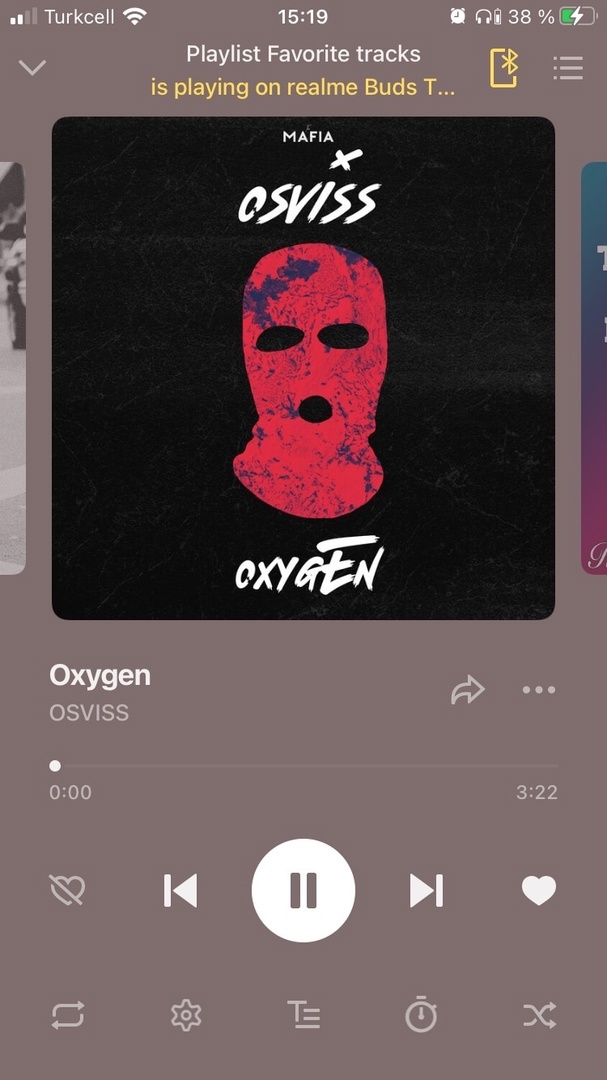 Turkcell 15:19 38 %
Playlist Favorite tracks
is playing on realme Buds T...
MAFIA
X
OSVISS
OXYGEN
Oxygen
OSVISS
0:00 3:22